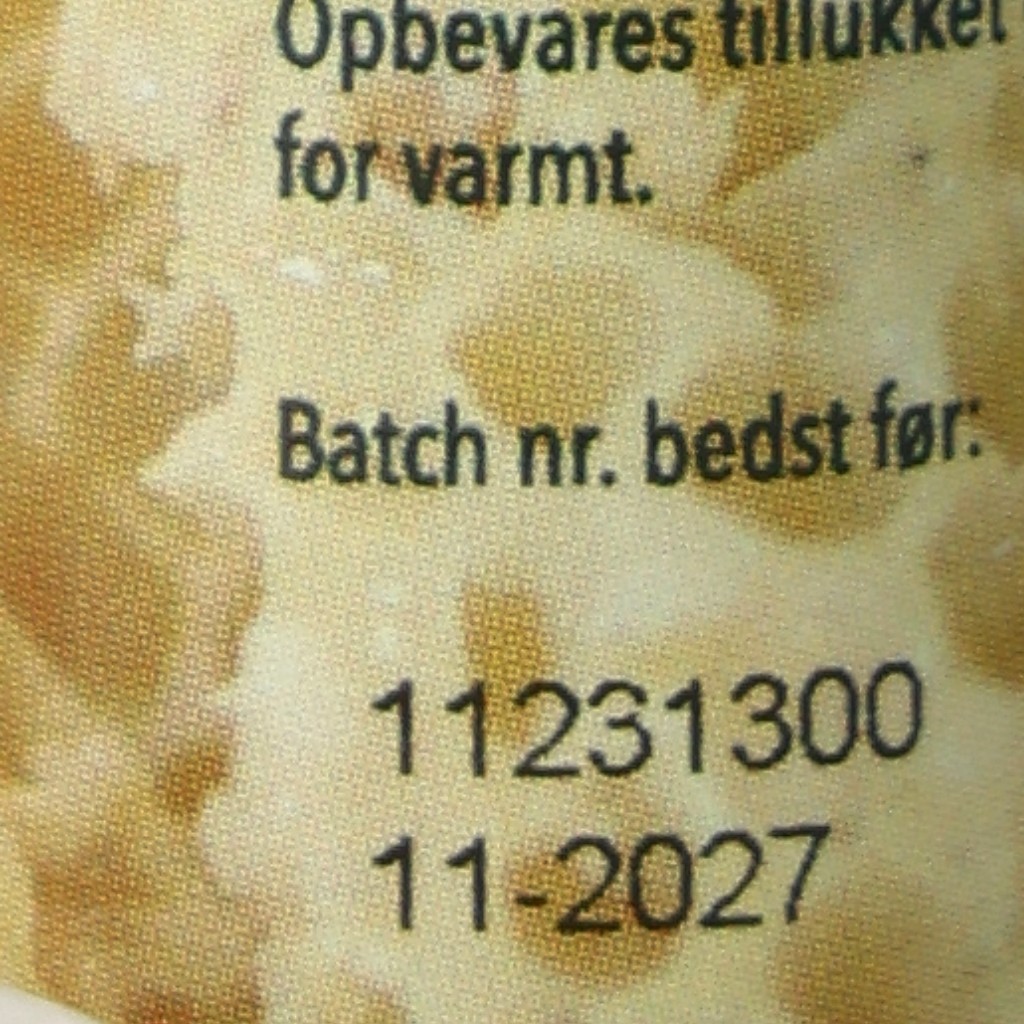 Opbevares tillukket
for varmt.
Batch nr. bedst før:
11231300
11-2027